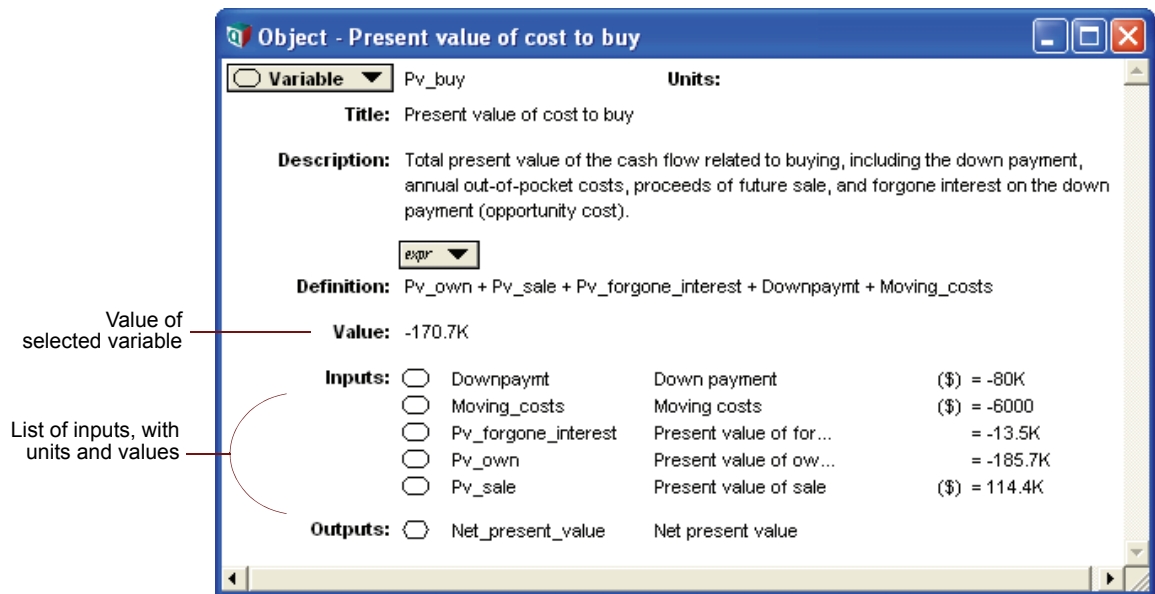 Object - Present value of cost to buy
Variable Pv_buy Units:
Title: Present value of cost to buy
Description: Total present value of the cash flow related to buying, including the down payment,
annual out-of-pocket costs, proceeds of future sale, and forgone interest on the down
payment (opportunity cost).
expr
Definition: Pv_own + Pv_sale + Pv_forgone_interest + Downpaymt + Moving_costs
Value of
selected variable
Value: -170.7K
List of inputs, with
units and values
Inputs: Downpaymt Down payment ($) = -80K
Moving_costs Moving costs ($) = -6000
Pv_forgone_interest Present value of for... = -13.5K
Pv_own Present value of ow... = -185.7K
Pv_sale Present value of sale ($) = 114.4K
Outputs: Net_present_value Net present value